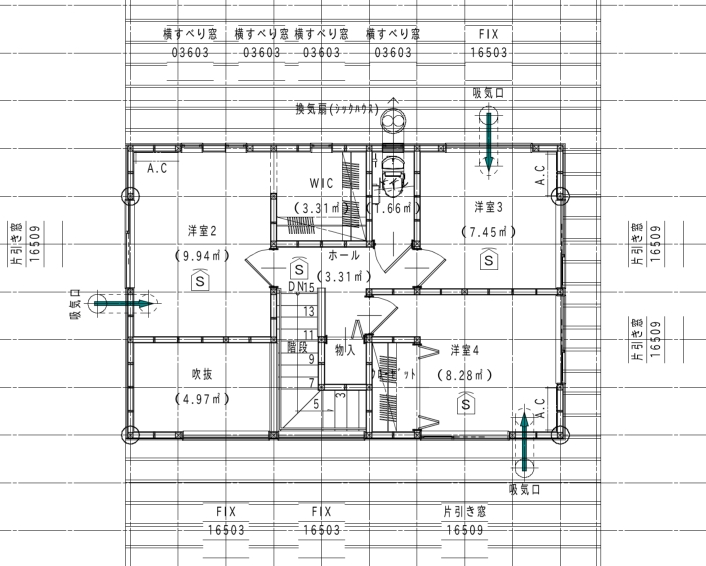 横すべり窓 横すべり窓 横すべり窓 横すべり窓 FIX
03603 03603 03603 03603 16503
吸気口
換気扇(ｼｯｸﾊｳｽ)
A.C
A.C
WIC
(3.31㎡)
トイレ
(1.66㎡)
洋室3
(7.45㎡)
S
洋室2
(9.94㎡)
S
ホール
(3.31㎡)
S
片引き窓
16509
片引き窓
16509
吸気口
DN15
13
11
9
7
5
3
階段
物入
片引き窓
16509
洋室4
(8.28㎡)
S
クローゼット
吹抜
(4.97㎡)
A.C
吸気口
FIX FIX 片引き窓
16503 16503 16509